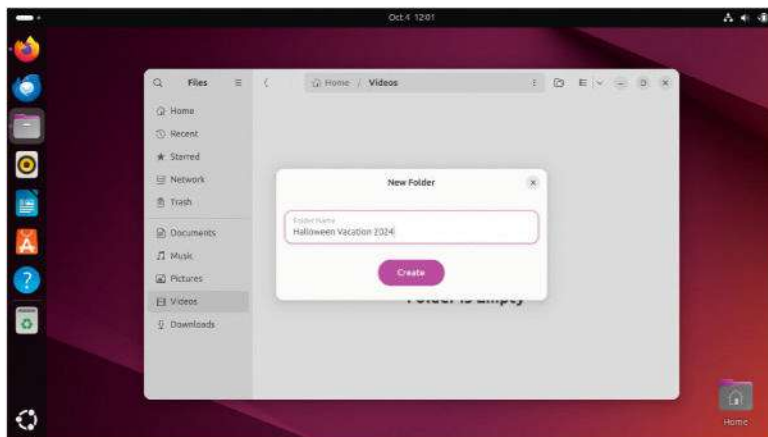 Oct 4 12:01
Files
Home / Videos
Home
Recent
Starred
Network
Trash
Documents
Music
Pictures
Videos
Downloads
New Folder
Folder Name
Halloween Vacation 2024
Create
Folder is Empty
Home